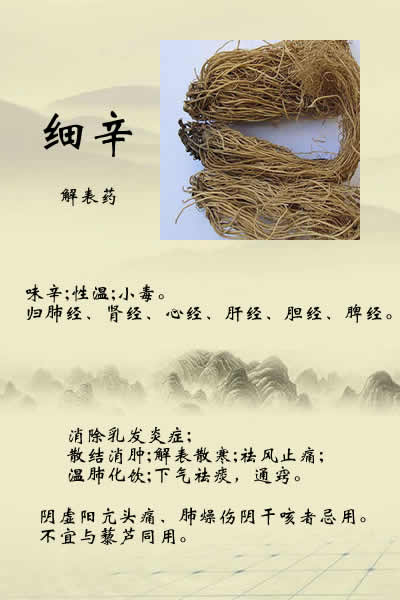 细辛
解表药
味辛;性温;小毒。
归肺经、肾经、心经、肝经、胆经、脾经。
消除乳发炎症;
散结消肿;解表散寒;祛风止痛;
温肺化饮;下气祛痰，通窍。
阴虚阳亢头痛、肺燥伤阴干咳者忌用。
不宜与藜芦同用。